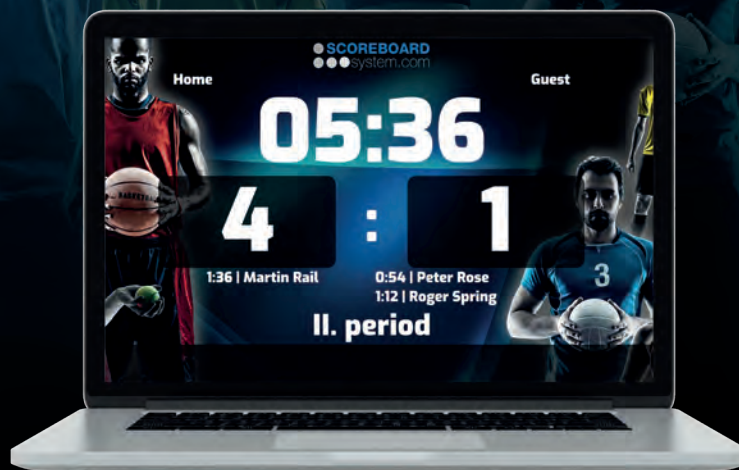 SCOREBOARD
system.com
Home
Guest
05:36
4 : 1
1:36 | Martin Rail
0:54 | Peter Rose
1:12 | Roger Spring
II. period
BASKETBALL
3